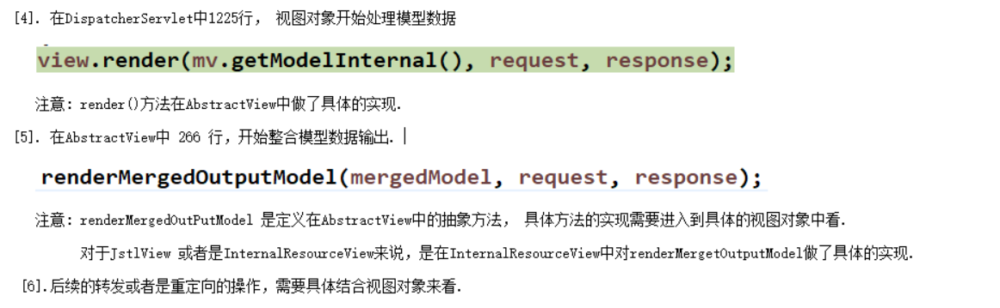 [4]. 在DispatcherServlet中1225行， 视图对象开始处理模型数据
view.render(mv.getModelInternal(), request, response);
注意：render()方法在AbstractView中做了具体的实现.
[5]. 在AbstractView中 266 行，开始整合模型数据输出.
renderMergedOutputModel(mergedModel, request, response);
注意：renderMergedOutPutModel 是定义在AbstractView中的抽象方法， 具体方法的实现需要进入到具体的视图对象中看.
对于JstlView 或者是InternalResourceView来说，是在InternalResourceView中对renderMergetOutputModel做了具体的实现.
[6].后续的转发或者是重定向的操作，需要具体结合视图对象来看.